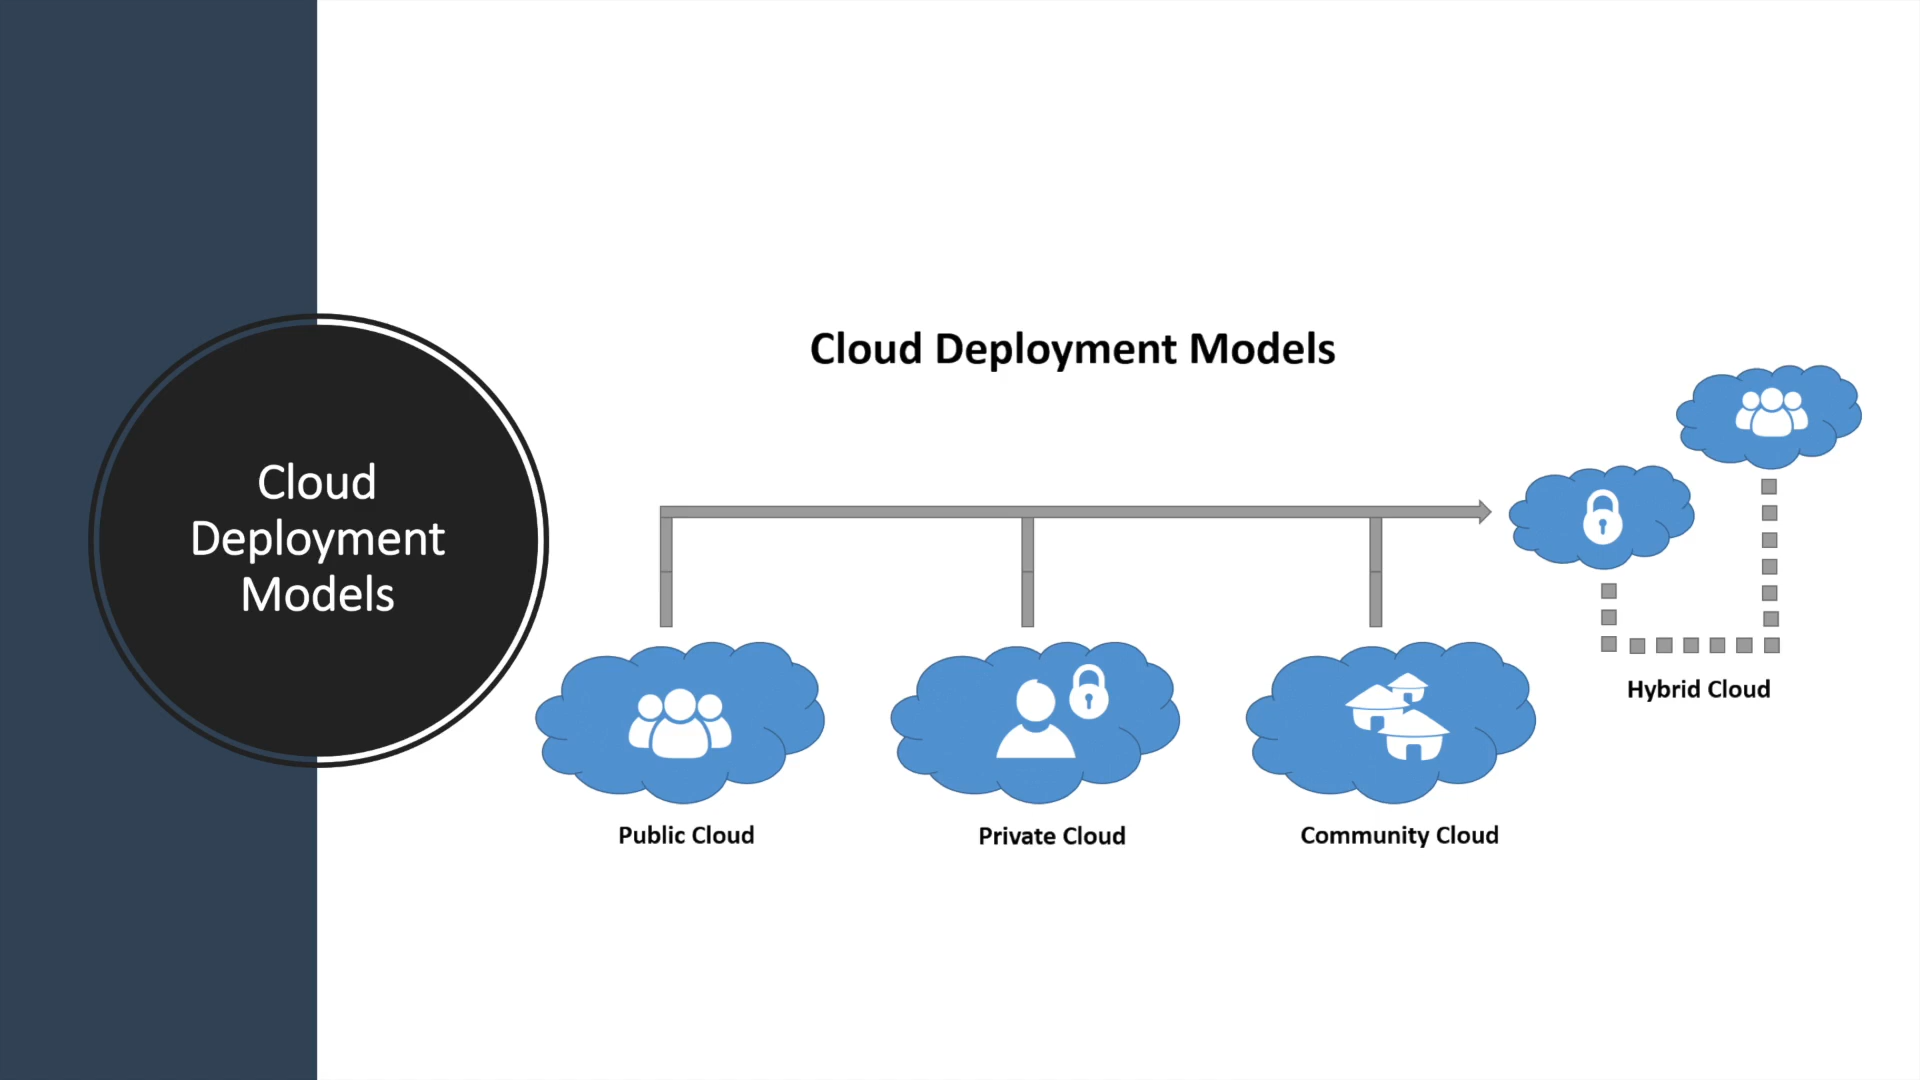 Cloud
Deployment
Models
Cloud Deployment Models
Hybrid Cloud
Public Cloud
Private Cloud
Community Cloud